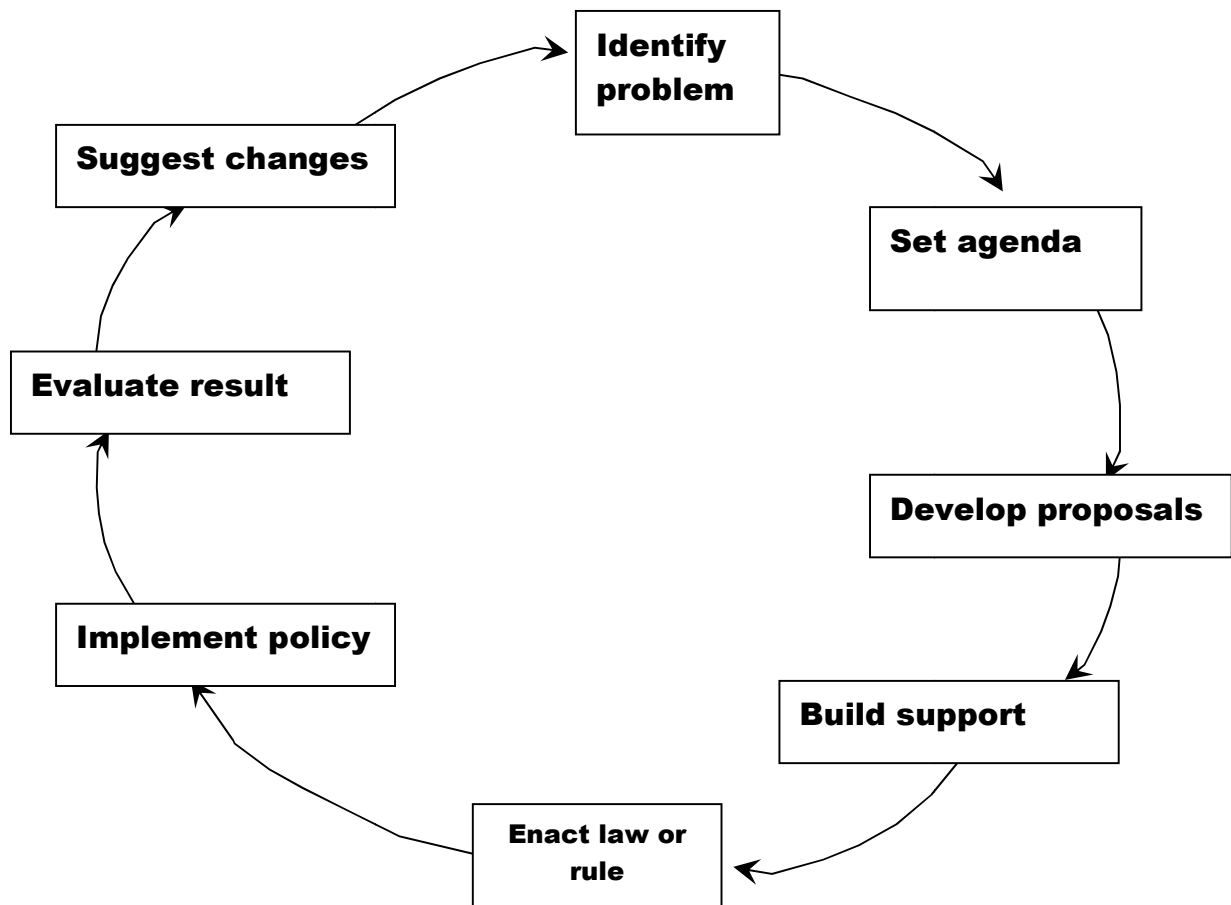 Identify
problem
Set agenda
Develop proposals
Build support
Enact law or
rule
Implement policy
Evaluate result
Suggest changes